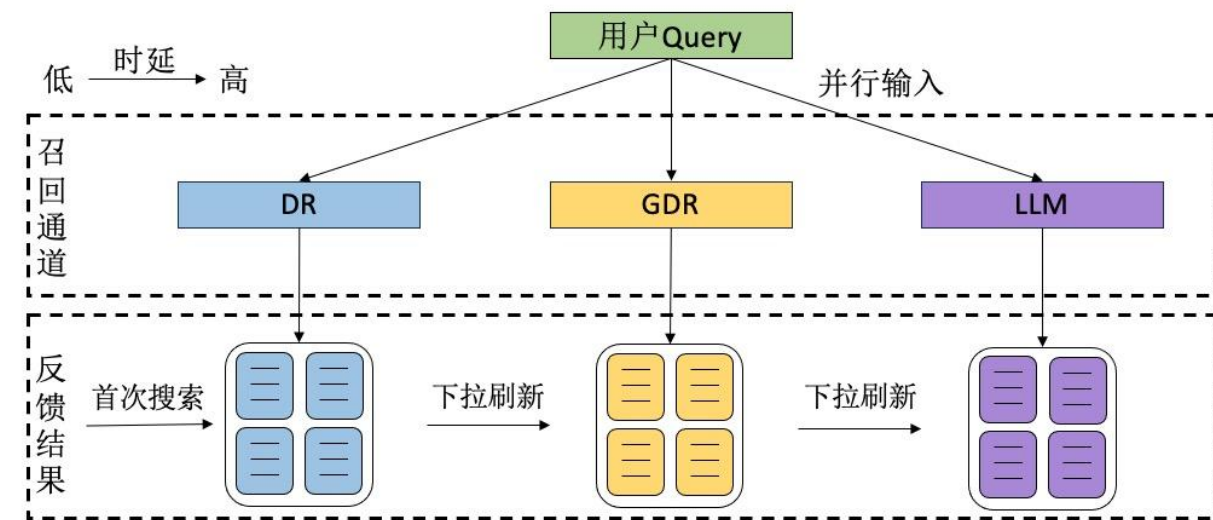 用户Query
时延
低
高
并行输入
召回通道
DR
GDR
LLM
反馈结果
首次搜索
下拉刷新
下拉刷新